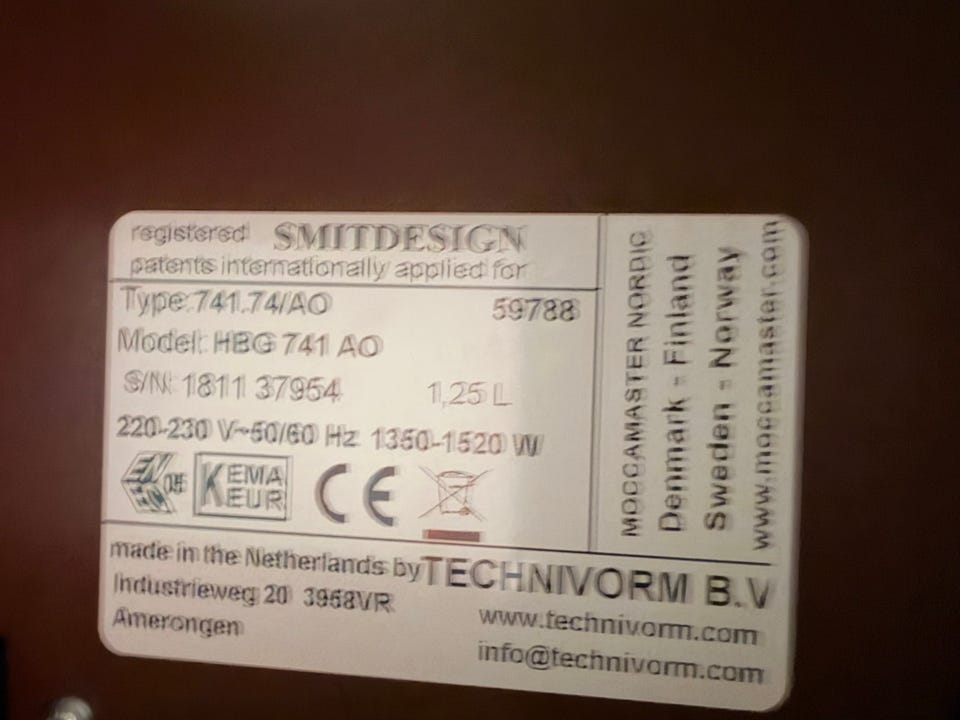 registered SMITDESIGN
patents internationally applied for
Type: 741.74/AO 59788
Model: HBG 741 AO
S/N: 1811 37954 1,25 L
220-230 V~50/60 Hz 1350-1520 W
05 KEMA
EUR CE
made in the Netherlands by TECHNIVORM B.V
Industrieweg 20 3958VR
Amerongen
www.technivorm.com
info@technivorm.com
MOCCAMASTER NORDIC
Denmark - Finland
Sweden - Norway
www.moccamaster.com